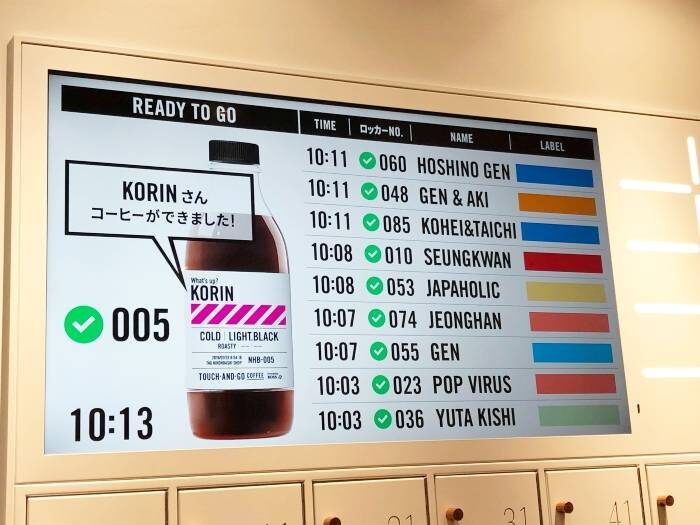 READY TO GO
TIME ロッカーNO. NAME LABEL
KORINさん
コーヒーができました!
What's up?
KORIN
COLD LIGHT.BLACK
ROASTY
NHB-005
TOUCH-AND-GO COFFEE
005
10:13
10:11 060 HOSHINO GEN
10:11 048 GEN & AKI
10:11 085 KOHEI&TAICHI
10:08 010 SEUNGKWAN
10:08 053 JAPAHOLIC
10:07 074 JEONGHAN
10:07 055 GEN
10:03 023 POP VIRUS
10:03 036 YUTA KISHI
31
41